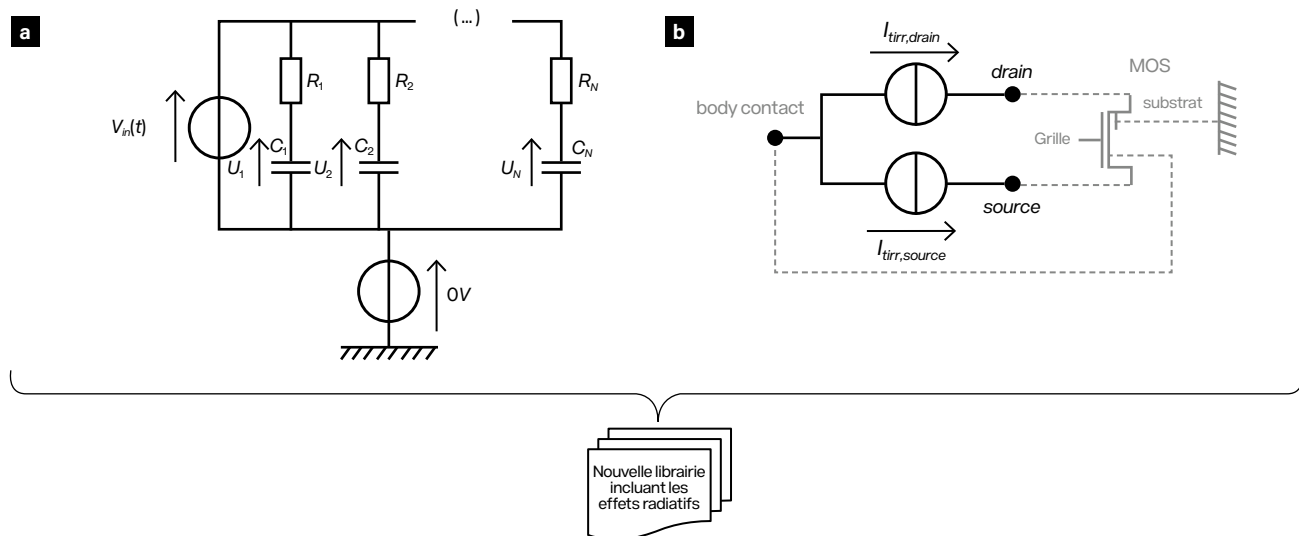 a
(...)
R1
R2
RN
Vin(t)
U1
C1
U2
C2
UN
CN
0V
b
Itirr,drain
drain
MOS
body contact
substrat
Grille
source
Itirr,source
Nouvelle librairie
incluant les
effets radiatifs